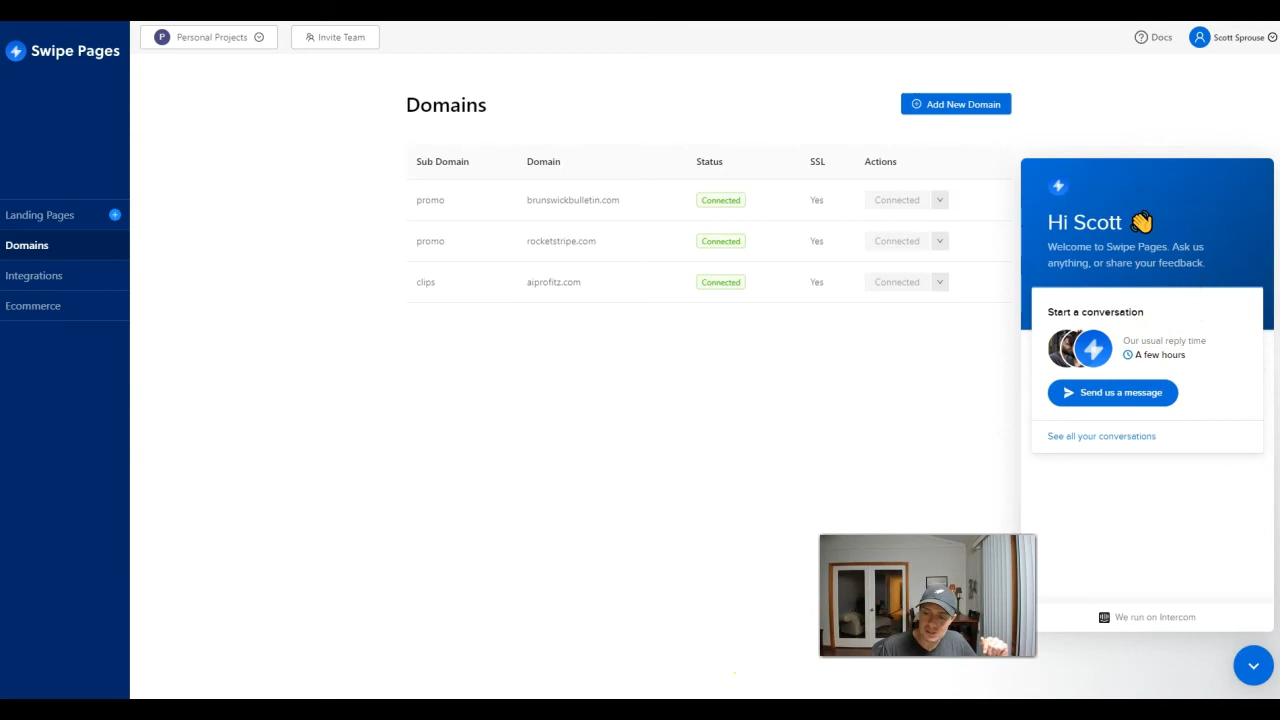 Swipe Pages
P Personal Projects
Invite Team
Docs
Scott Sprouse
Landing Pages
Domains
Integrations
Ecommerce
Domains
Add New Domain
Sub Domain Domain Status SSL Actions
promo brunswickbulletin.com Connected Yes Connected
promo rocketstripe.com Connected Yes Connected
clips aiprofitz.com Connected Yes Connected
Hi Scott 👋
Welcome to Swipe Pages. Ask us
anything, or share your feedback.
Start a conversation
Our usual reply time
A few hours
Send us a message
See all your conversations
We run on Intercom